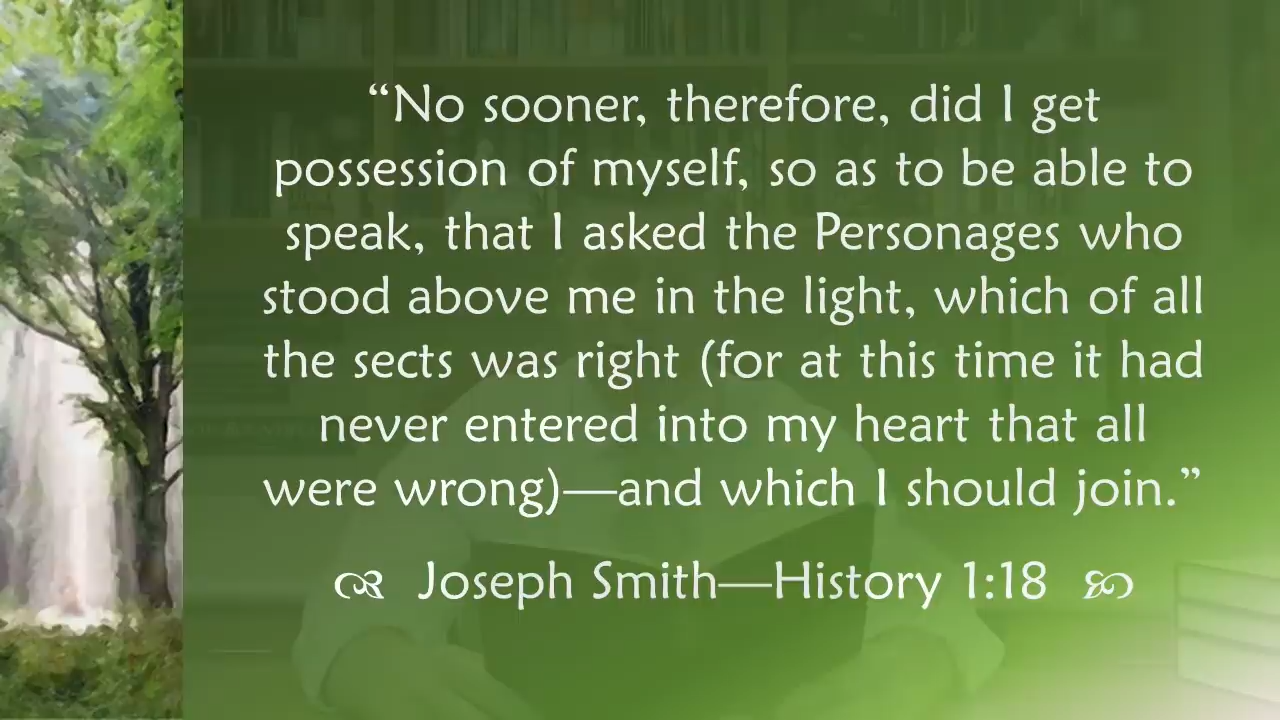 “No sooner, therefore, did I get
possession of myself, so as to be able to
speak, that I asked the Personages who
stood above me in the light, which of all
the sects was right (for at this time it had
never entered into my heart that all
were wrong)—and which I should join.”
Joseph Smith—History 1:18